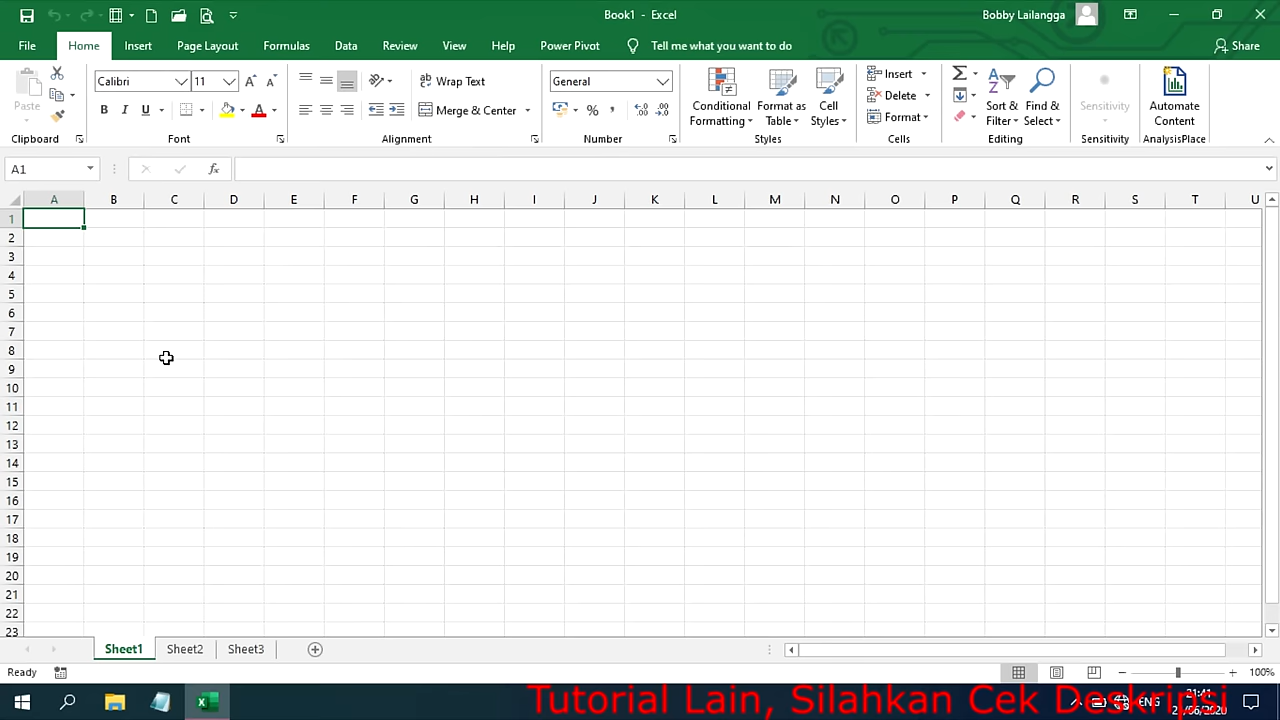 Book1 - Excel
Bobby Lailangga
File Home Insert Page Layout Formulas Data Review View Help Power Pivot Tell me what you want to do Share
Paste
Calibri 11
B I U
Wrap Text
Merge & Center
General
Conditional Formatting
Format as Table
Cell Styles
Insert
Delete
Format
Sort & Filter
Find & Select
Sensitivity
Automate Content
Clipboard Font Alignment Number Styles Cells Editing Sensitivity AnalysisPlace
A1 fx
A B C D E F G H I J K L M N O P Q R S T U
1
2
3
4
5
6
7
8
9
10
11
12
13
14
15
16
17
18
19
20
21
22
23
Sheet1 Sheet2 Sheet3
Ready 100%
Tutorial Lain, Silahkan Cek Deskripsi
ENG